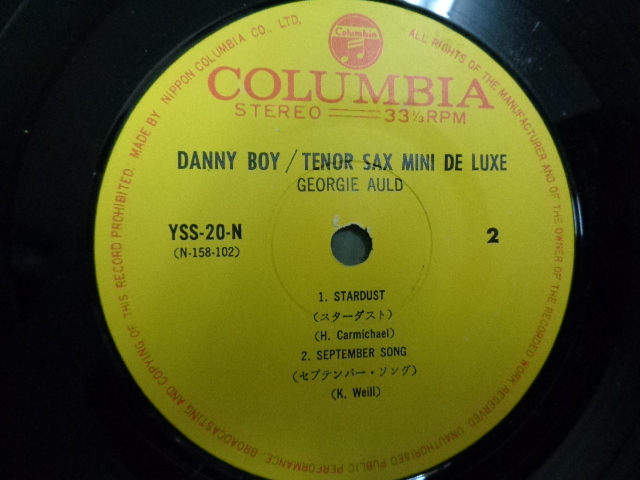 Columbia
COLUMBIA
STEREO 33⅓ RPM
DANNY BOY / TENOR SAX MINI DE LUXE
GEORGIE AULD
YSS-20-N
(N-158-102)
2
1. STARDUST
(スターダスト)
(H. Carmichael)
2. SEPTEMBER SONG
(セプテンバー・ソング)
(K. Weill)
MADE BY NIPPON COLUMBIA CO., LTD. ALL RIGHTS OF THE MANUFACTURER AND OF THE OWNER OF THE RECORDED WORK RESERVED. UNAUTHORISED PUBLIC PERFORMANCE, BROADCASTING AND COPYING OF THIS RECORD PROHIBITED.